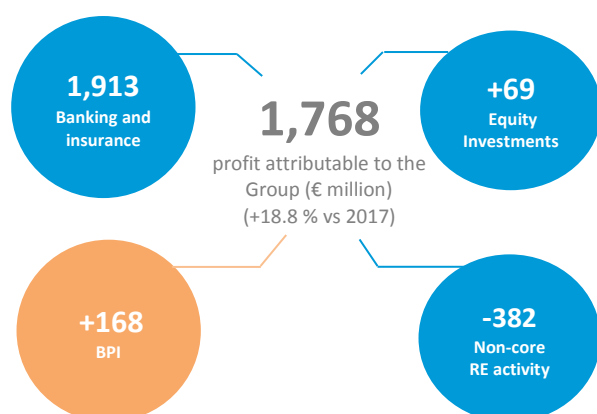 1,913
Banking and
insurance
1,768
profit attributable to the
Group (€ million)
(+18.8 % vs 2017)
+69
Equity
Investments
+168
BPI
-382
Non-core
RE activity